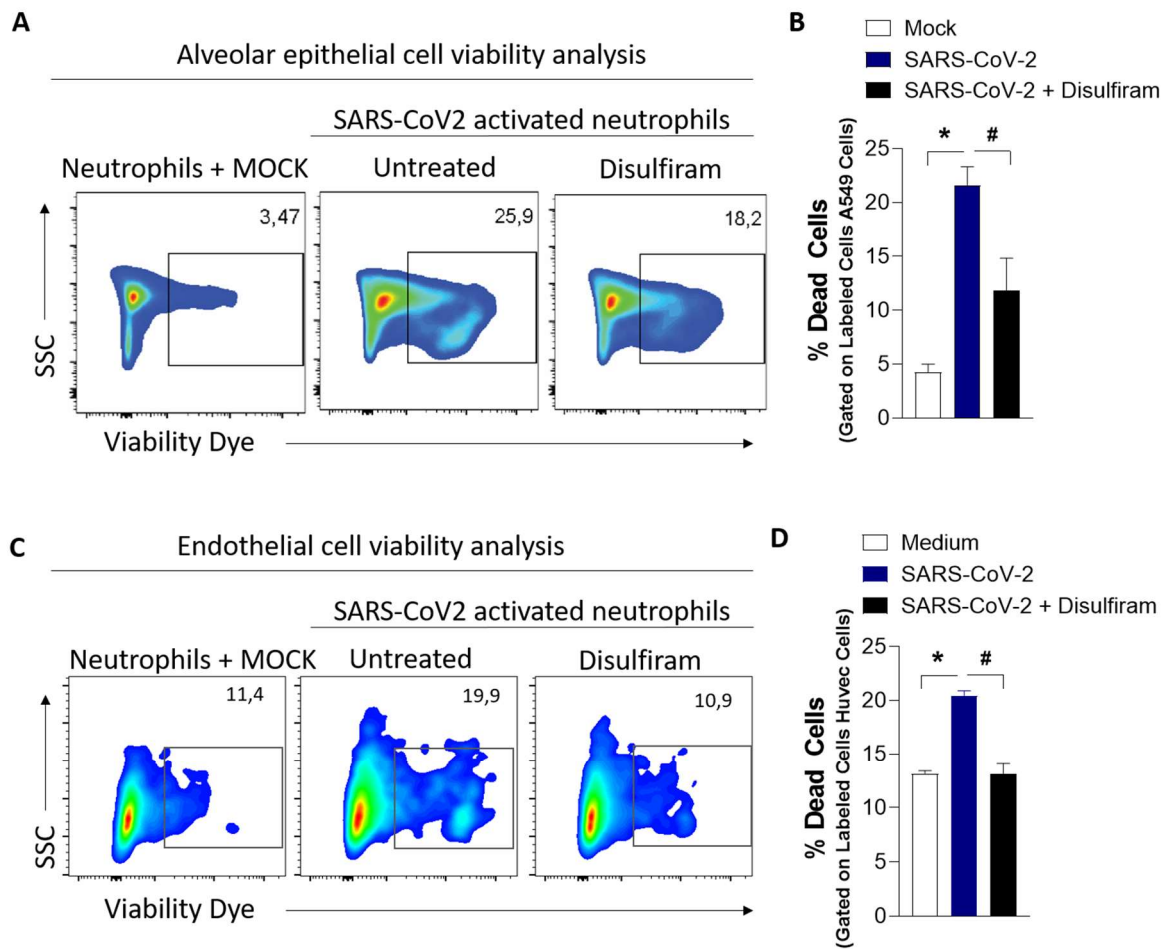 A
Alveolar epithelial cell viability analysis
SARS-CoV2 activated neutrophils
Neutrophils + MOCK
Untreated
Disulfiram
3,47
25,9
18,2
SSC
Viability Dye
B
Mock
SARS-CoV-2
SARS-CoV-2 + Disulfiram
* #
25
20
15
10
5
0
% Dead Cells
(Gated on Labeled Cells A549 Cells)
C
Endothelial cell viability analysis
SARS-CoV2 activated neutrophils
Neutrophils + MOCK
Untreated
Disulfiram
11,4
19,9
10,9
SSC
Viability Dye
D
Medium
SARS-CoV-2
SARS-CoV-2 + Disulfiram
* #
25
20
15
10
5
0
% Dead Cells
(Gated on Labeled Cells Huvec Cells)